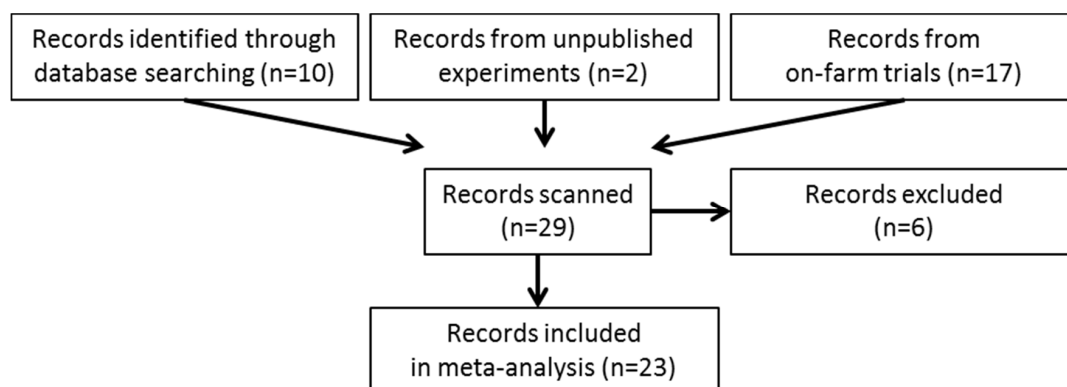 Records identified through
database searching (n=10)
Records from unpublished
experiments (n=2)
Records from
on-farm trials (n=17)
Records scanned
(n=29)
Records excluded
(n=6)
Records included
in meta-analysis (n=23)